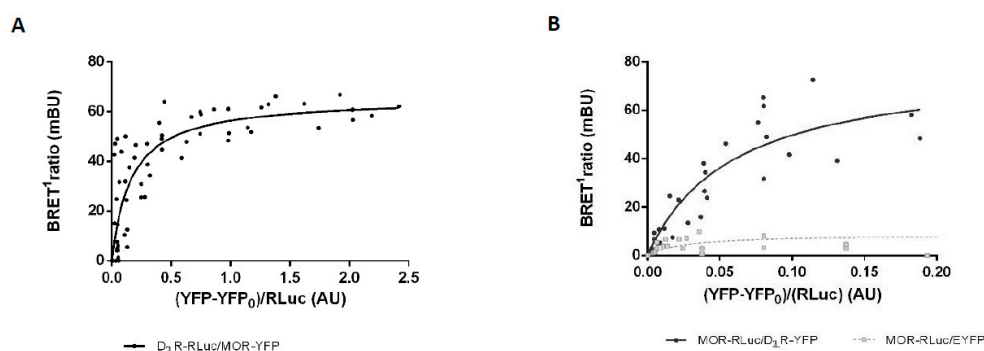 A
BRET¹ratio (mBU)
80
60
40
20
0
0.0 0.5 1.0 1.5 2.0 2.5
(YFP-YFP₀)/RLuc (AU)
D₂R-RLuc/MOR-YFP
B
BRET¹ratio (mBU)
80
60
40
20
0
0.00 0.05 0.10 0.15 0.20
(YFP-YFP₀)/(RLuc) (AU)
MOR-RLuc/D₂R-YFP MOR-RLuc/EYFP